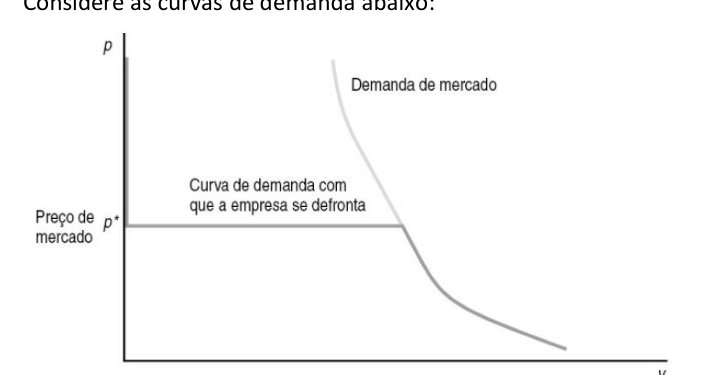 Considere as curvas de demanda abaixo:
p
Demanda de mercado
Curva de demanda com
que a empresa se defronta
Preço de
mercado
p*